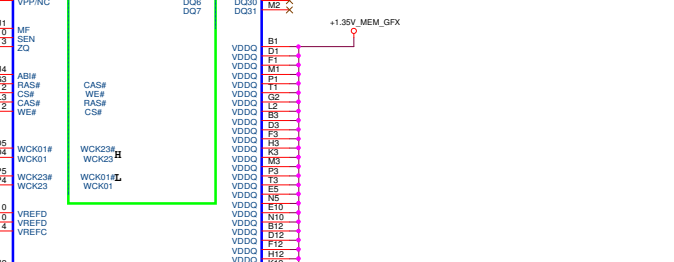 VPP/NC DQ6 DQ30
DQ7 DQ31 M2
+1.35V_MEM_GFX
MF
SEN
ZQ
VDDQ B1
VDDQ D1
VDDQ F1
VDDQ M1
ABI# VDDQ P1
RAS# CAS# VDDQ T1
CS# WE# VDDQ G2
CAS# RAS# VDDQ L2
WE# CS# VDDQ B3
VDDQ D3
VDDQ F3
WCK01# WCK23# H VDDQ H3
WCK01 WCK23 VDDQ K3
VDDQ M3
WCK23# WCK01# L VDDQ P3
WCK23 WCK01 VDDQ T3
VDDQ E5
VDDQ N5
VREFD VDDQ E10
VREFD VDDQ N10
VREFC VDDQ B12
VDDQ D12
VDDQ F12
VDDQ H12